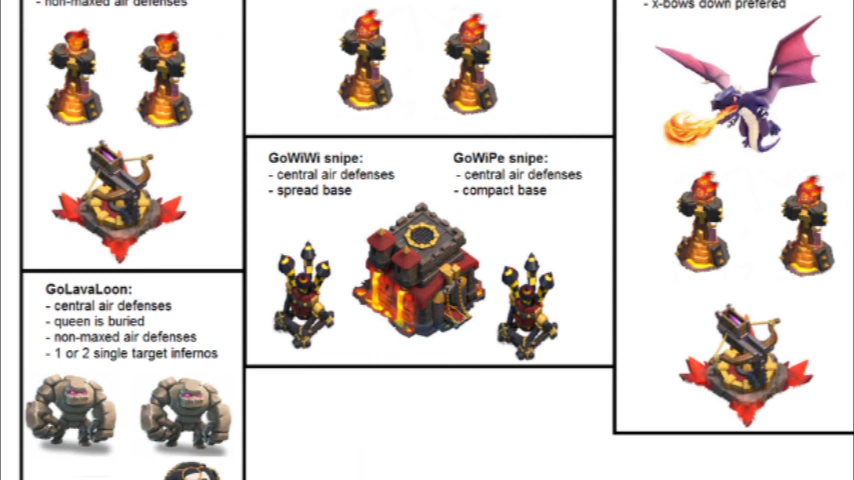 - non-maxed air defenses
- x-bows down prefered
GoWiWi snipe:
- central air defenses
- spread base
GoWiPe snipe:
- central air defenses
- compact base
GoLavaLoon:
- central air defenses
- queen is buried
- non-maxed air defenses
- 1 or 2 single target infernos